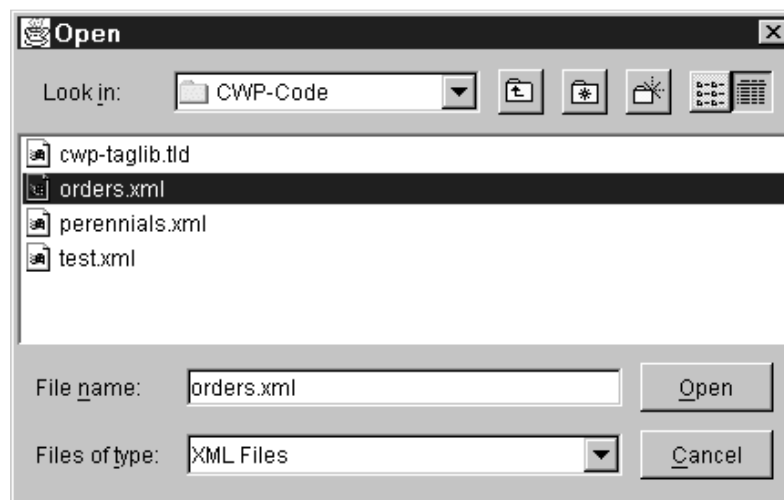 Open
Look in: CWP-Code
cwp-taglib.tld
orders.xml
perennials.xml
test.xml
File name: orders.xml Open
Files of type: XML Files Cancel